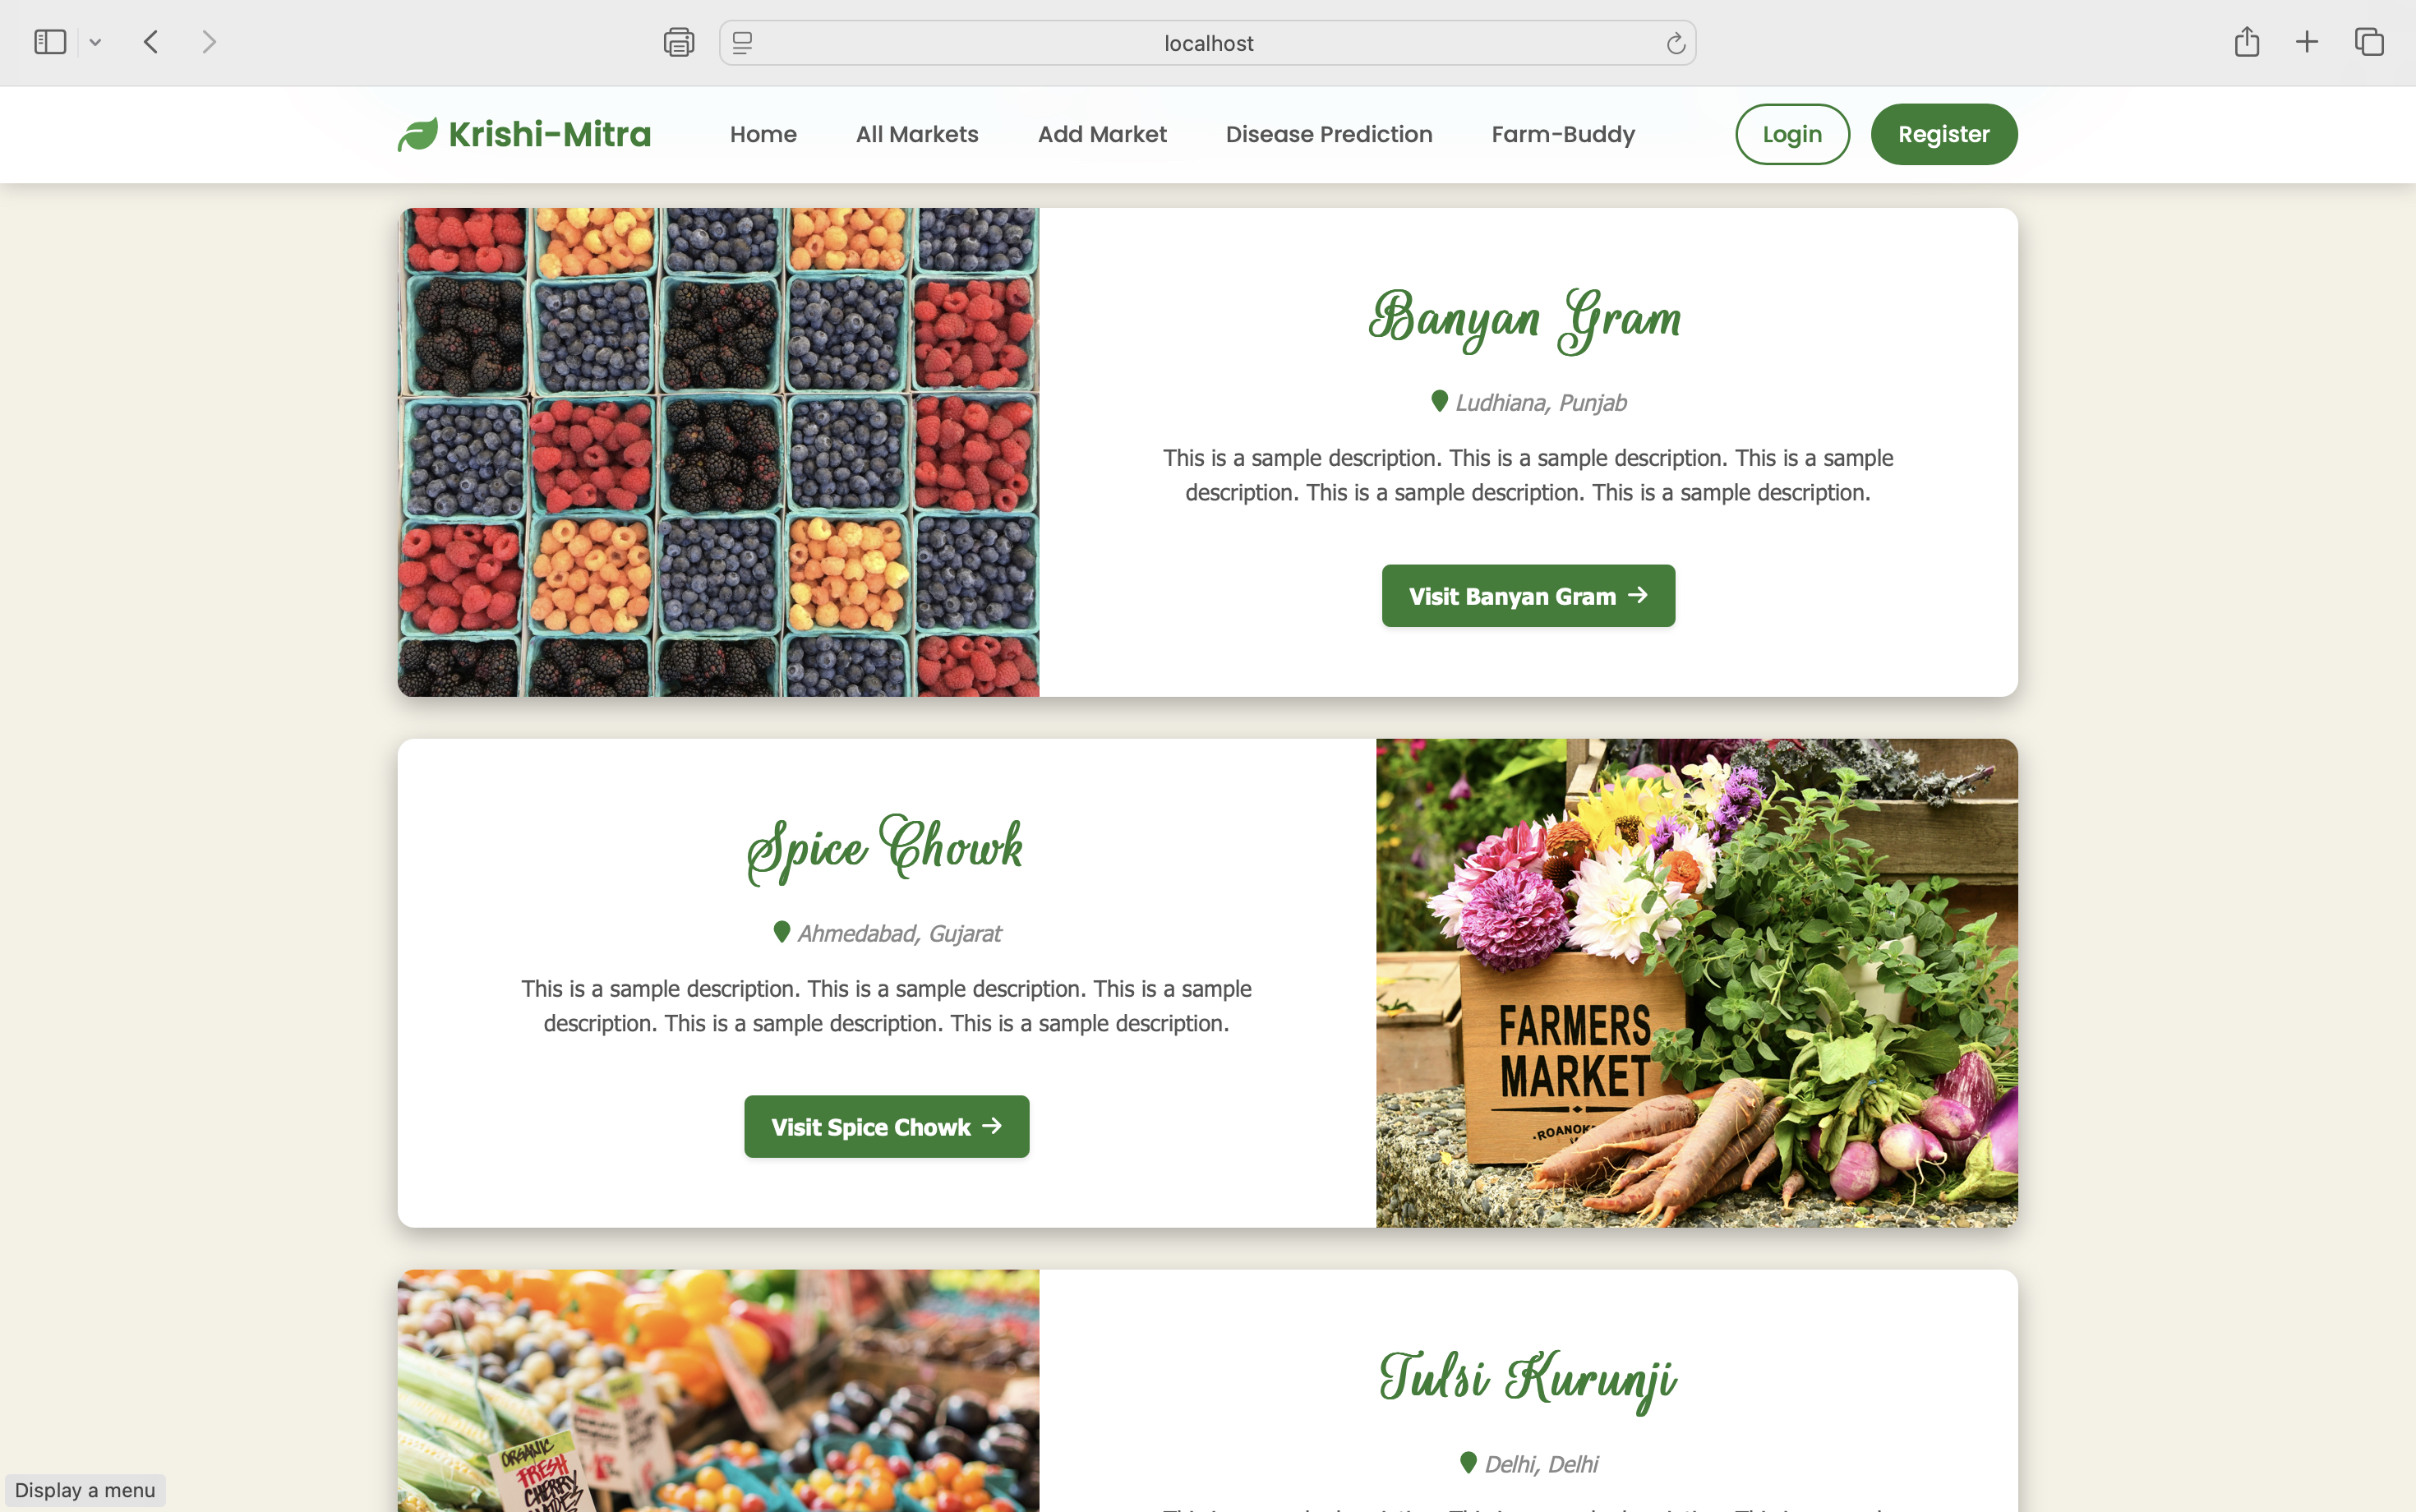 localhost
Krishi-Mitra
Home
All Markets
Add Market
Disease Prediction
Farm-Buddy
Login
Register
Banyan Gram
Ludhiana, Punjab
This is a sample description. This is a sample description. This is a sample
description. This is a sample description. This is a sample description.
Visit Banyan Gram →
Spice Chowk
Ahmedabad, Gujarat
This is a sample description. This is a sample description. This is a sample
description. This is a sample description. This is a sample description.
Visit Spice Chowk →
FARMERS
MARKET
Tulsi Kurunji
Delhi, Delhi
ORGANIC
FRESH
CHERRY
Display a menu